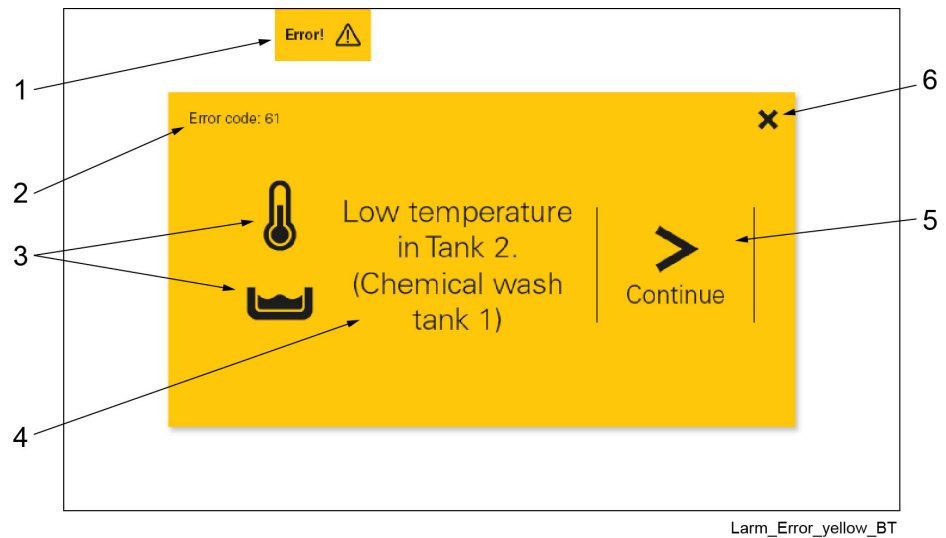 Error!
1
6
Error code: 61
2
Low temperature
in Tank 2.
(Chemical wash
tank 1)
3
5
Continue
4
Larm_Error_yellow_BT